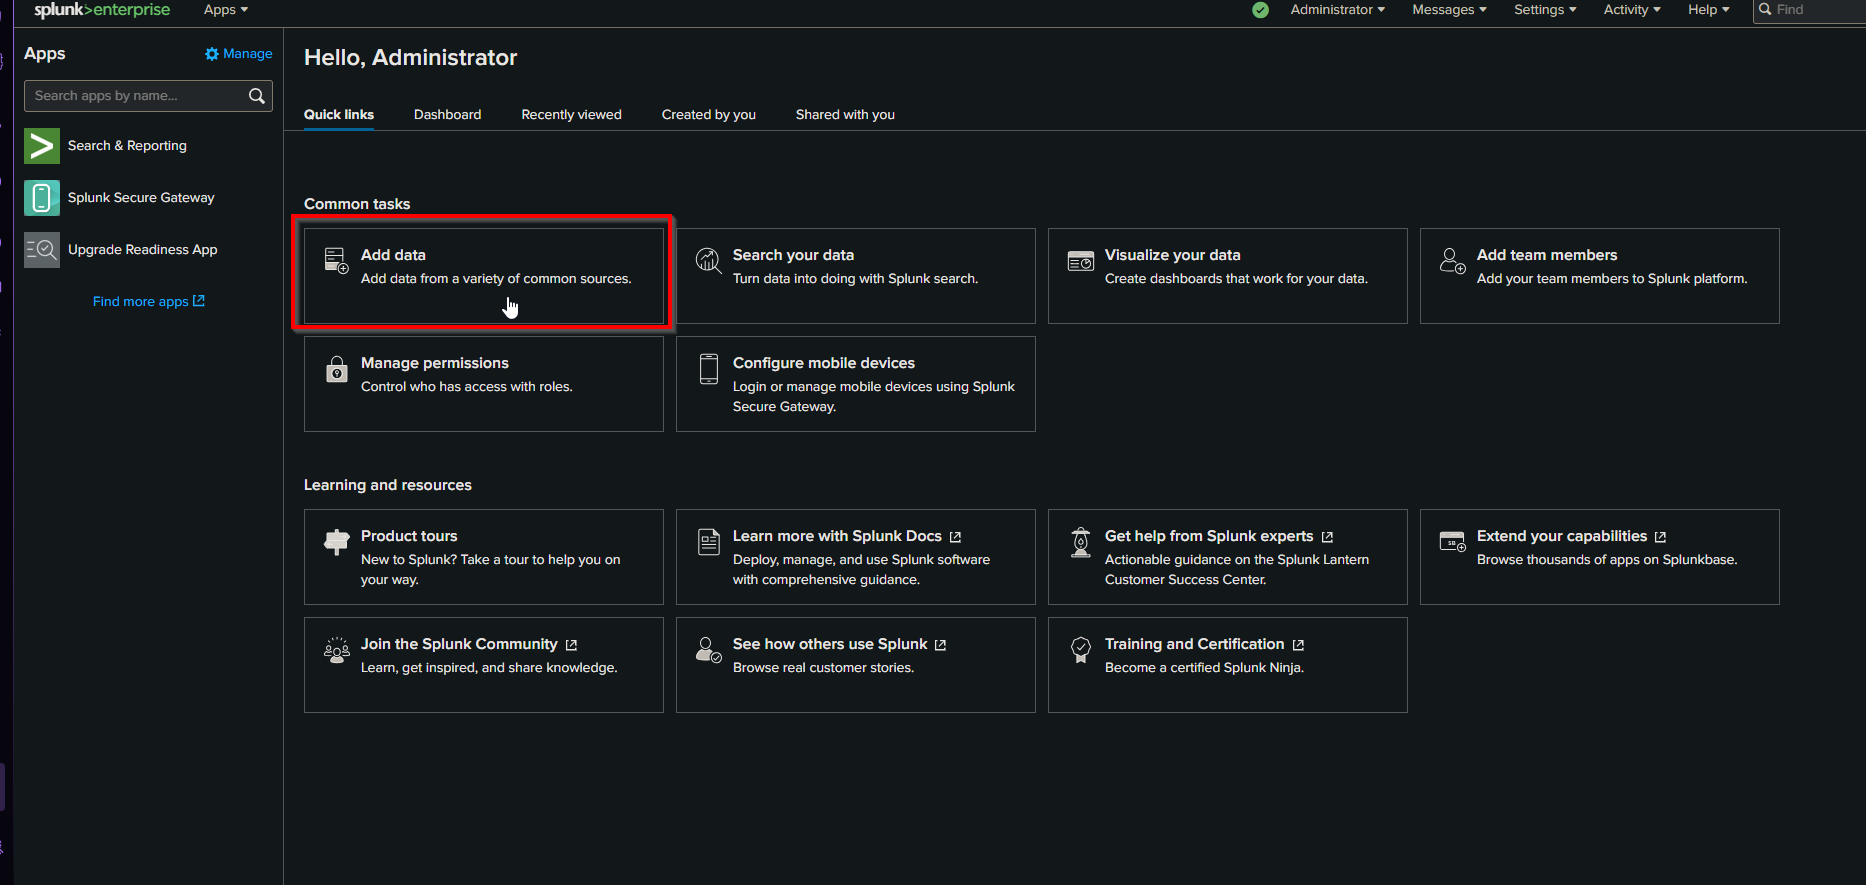 splunk>enterprise Apps Administrator Messages Settings Activity Help Find
Apps Manage
Search apps by name...
Search & Reporting
Splunk Secure Gateway
Upgrade Readiness App
Find more apps
Hello, Administrator
Quick links Dashboard Recently viewed Created by you Shared with you
Common tasks
Add data
Add data from a variety of common sources.
Search your data
Turn data into doing with Splunk search.
Visualize your data
Create dashboards that work for your data.
Add team members
Add your team members to Splunk platform.
Manage permissions
Control who has access with roles.
Configure mobile devices
Login or manage mobile devices using Splunk
Secure Gateway.
Learning and resources
Product tours
New to Splunk? Take a tour to help you on
your way.
Learn more with Splunk Docs
Deploy, manage, and use Splunk software
with comprehensive guidance.
Get help from Splunk experts
Actionable guidance on the Splunk Lantern
Customer Success Center.
Extend your capabilities
Browse thousands of apps on Splunkbase.
Join the Splunk Community
Learn, get inspired, and share knowledge.
See how others use Splunk
Browse real customer stories.
Training and Certification
Become a certified Splunk Ninja.